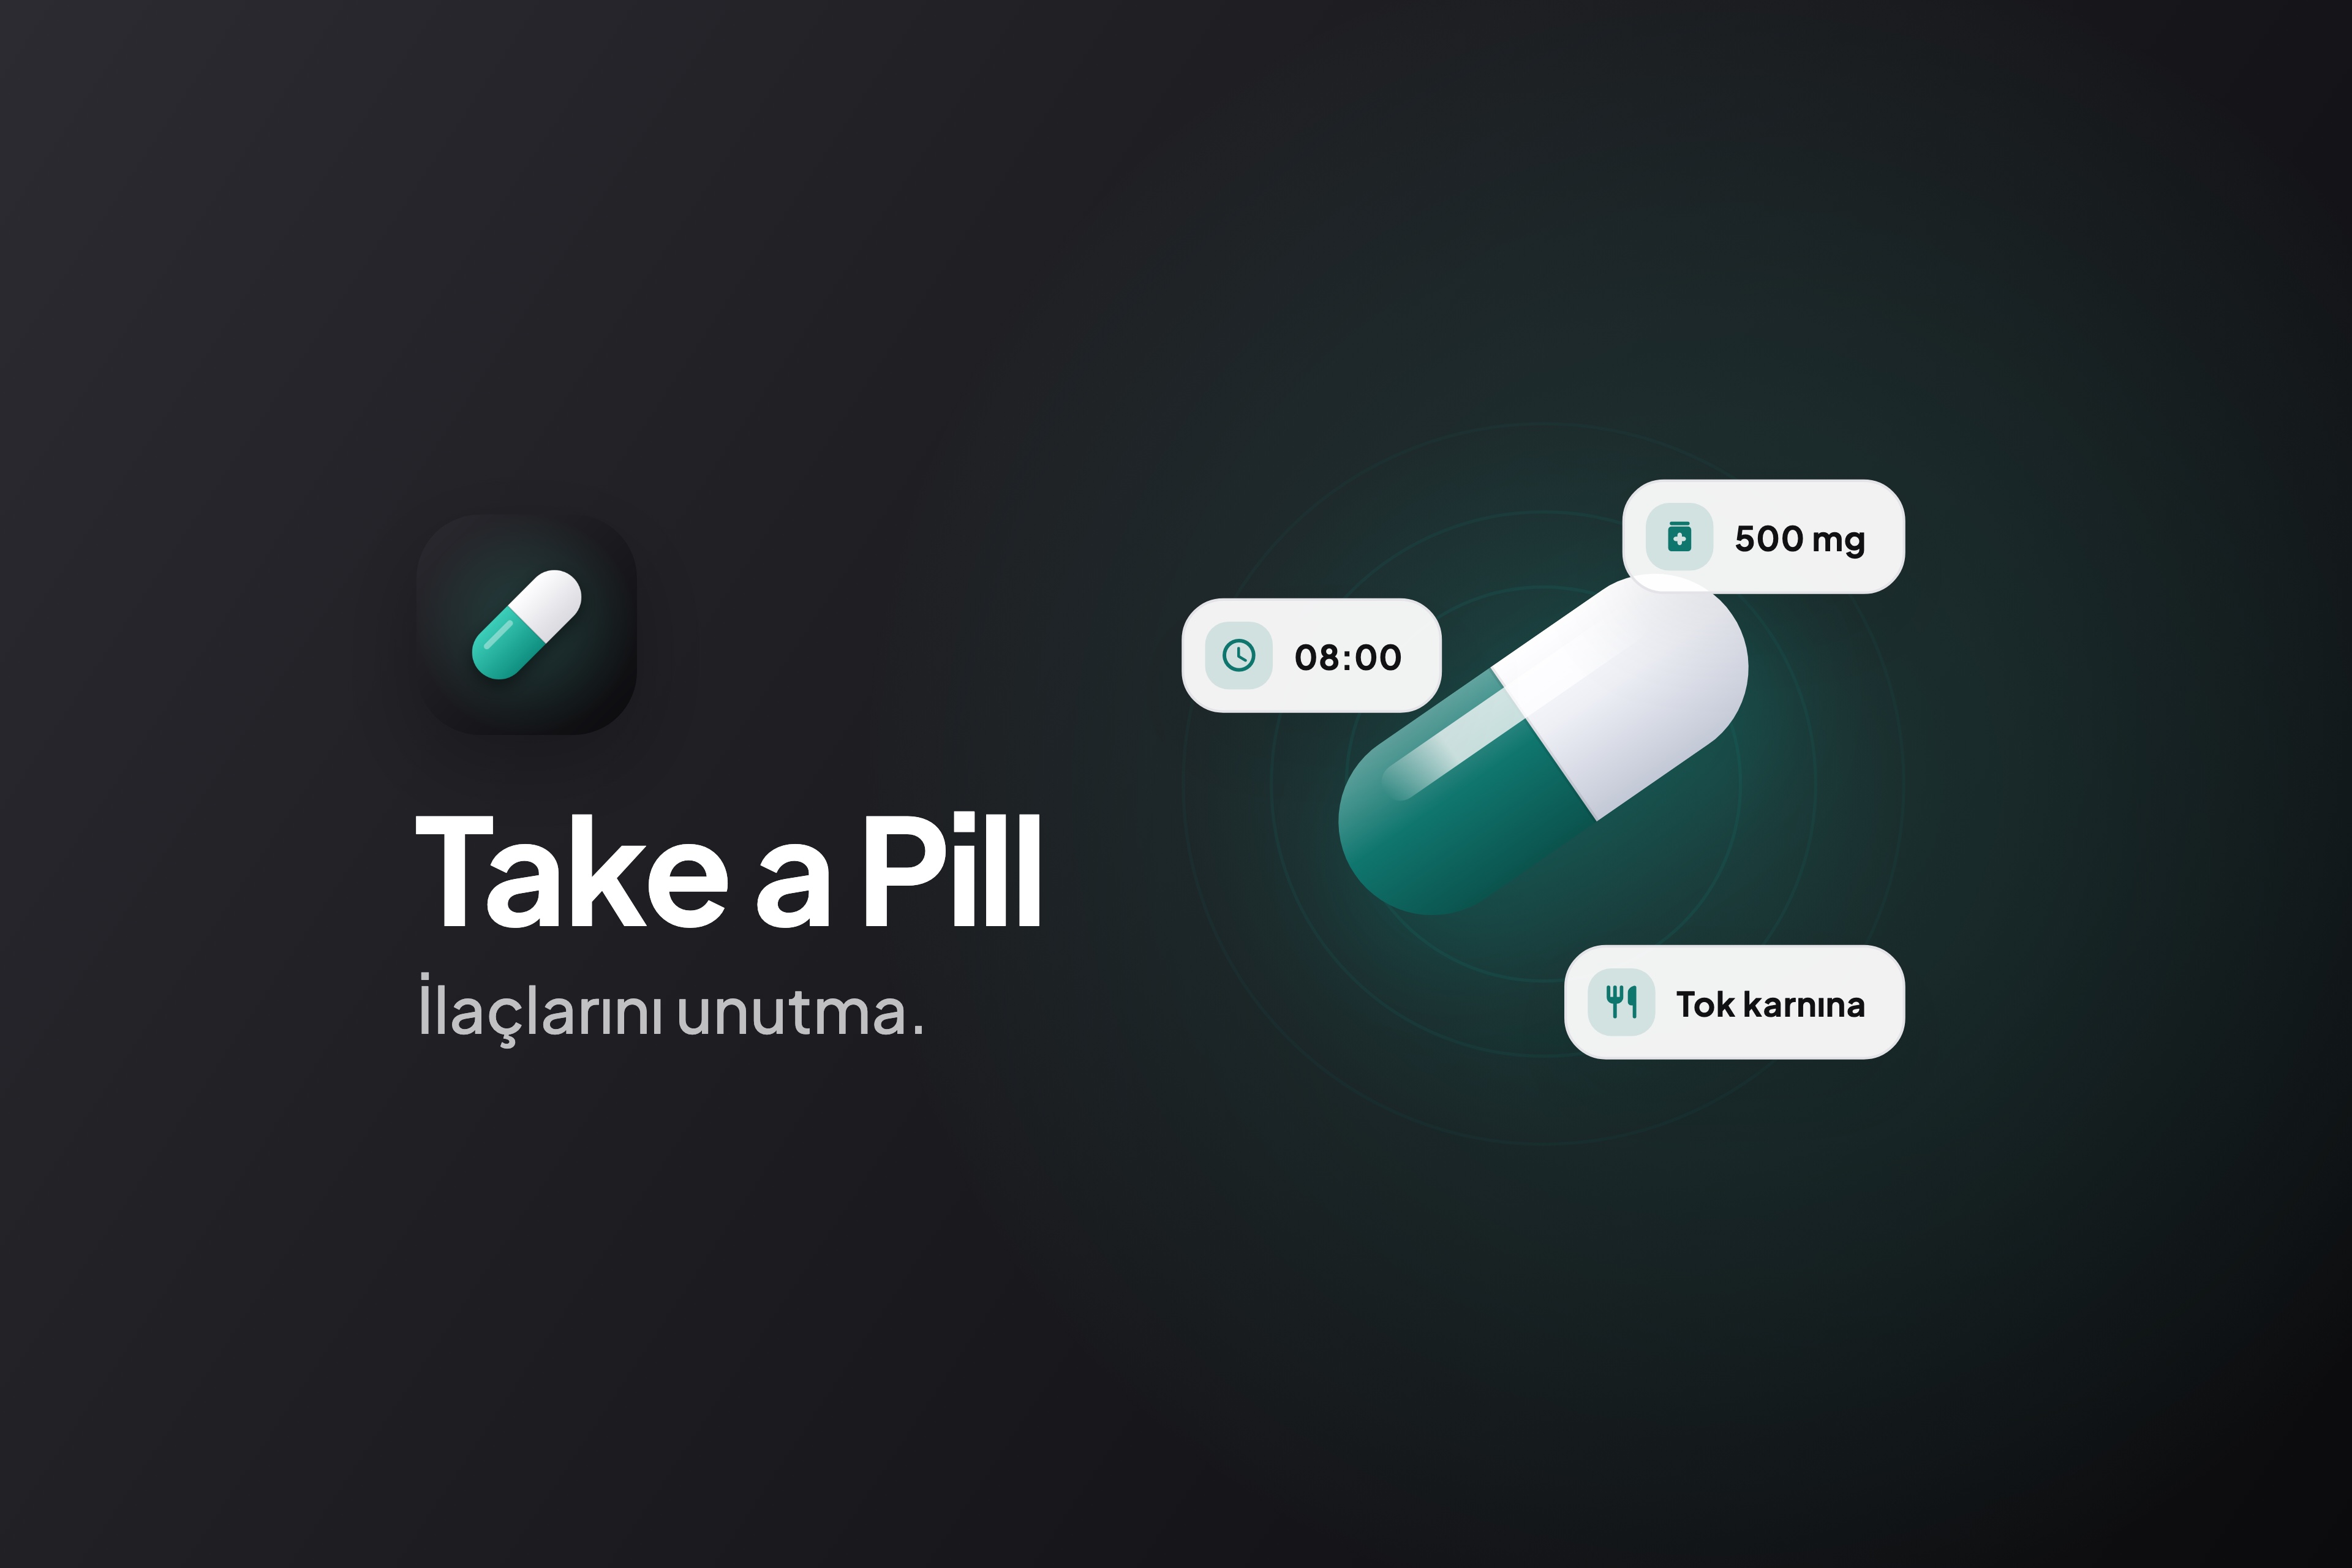 Take a Pill
İlaçlarını unutma.
08:00
500 mg
Tok karnına